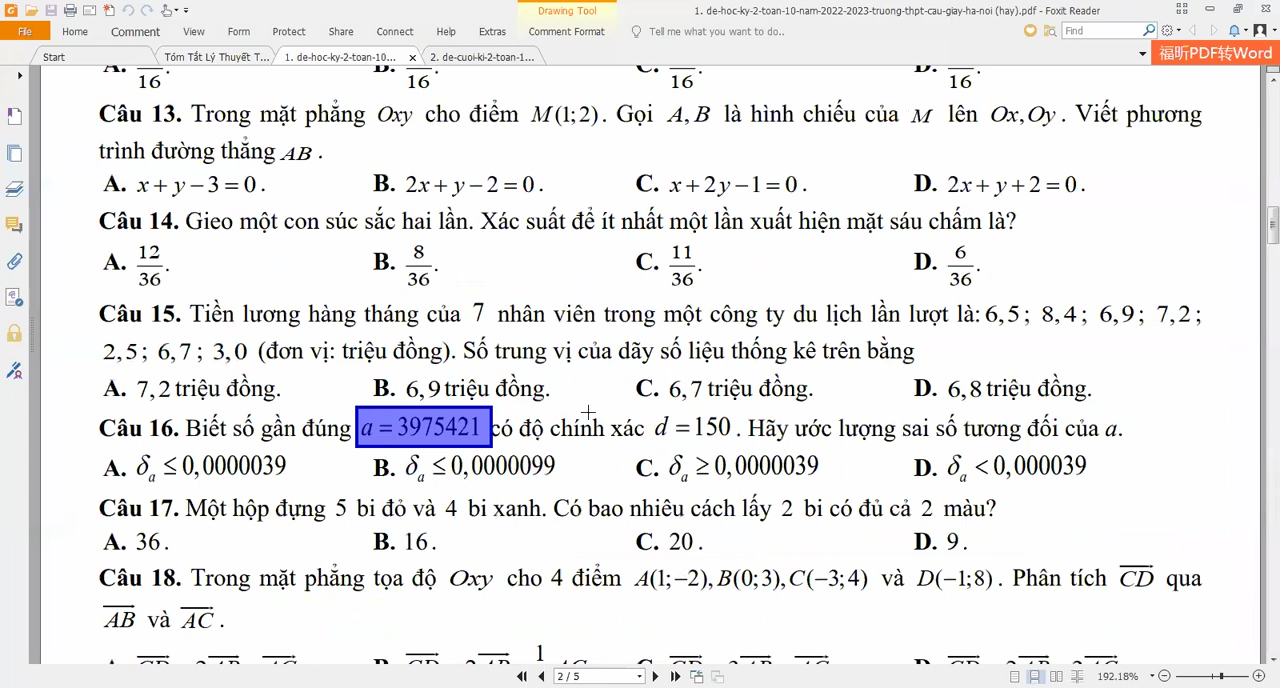 Drawing Tool
1. de-hoc-ky-2-toan-10-nam-2022-2023-truong-thpt-cau-giay-ha-noi (hay).pdf - Foxit Reader
File Home Comment View Form Protect Share Connect Help Extras Comment Format Tell me what you want to do.. Find
Start Tóm Tắt Lý Thuyết T... 1. de-hoc-ky-2-toan-10... 2. de-cuoi-ki-2-toan-1... 福昕PDF转Word
A. 16. B. 16. C. 16. D. 16.
Câu 13. Trong mặt phẳng Oxy cho điểm M(1;2). Gọi A,B là hình chiếu của M lên Ox,Oy. Viết phương
trình đường thẳng AB.
A. x+y−3=0. B. 2x+y−2=0. C. x+2y−1=0. D. 2x+y+2=0.
Câu 14. Gieo một con súc sắc hai lần. Xác suất để ít nhất một lần xuất hiện mặt sáu chấm là?
A. 12/36. B. 8/36. C. 11/36. D. 6/36.
Câu 15. Tiền lương hàng tháng của 7 nhân viên trong một công ty du lịch lần lượt là: 6,5; 8,4; 6,9; 7,2;
2,5; 6,7; 3,0 (đơn vị: triệu đồng). Số trung vị của dãy số liệu thống kê trên bằng
A. 7,2 triệu đồng. B. 6,9 triệu đồng. C. 6,7 triệu đồng. D. 6,8 triệu đồng.
Câu 16. Biết số gần đúng a = 3975421 có độ chính xác d = 150. Hãy ước lượng sai số tương đối của a.
A. δₐ ≤ 0,0000039 B. δₐ ≤ 0,0000099 C. δₐ ≥ 0,0000039 D. δₐ < 0,000039
Câu 17. Một hộp đựng 5 bi đỏ và 4 bi xanh. Có bao nhiêu cách lấy 2 bi có đủ cả 2 màu?
A. 36. B. 16. C. 20. D. 9.
Câu 18. Trong mặt phẳng tọa độ Oxy cho 4 điểm A(1;−2), B(0;3), C(−3;4) và D(−1;8). Phân tích CD qua
AB và AC.
2 / 5 192.18%